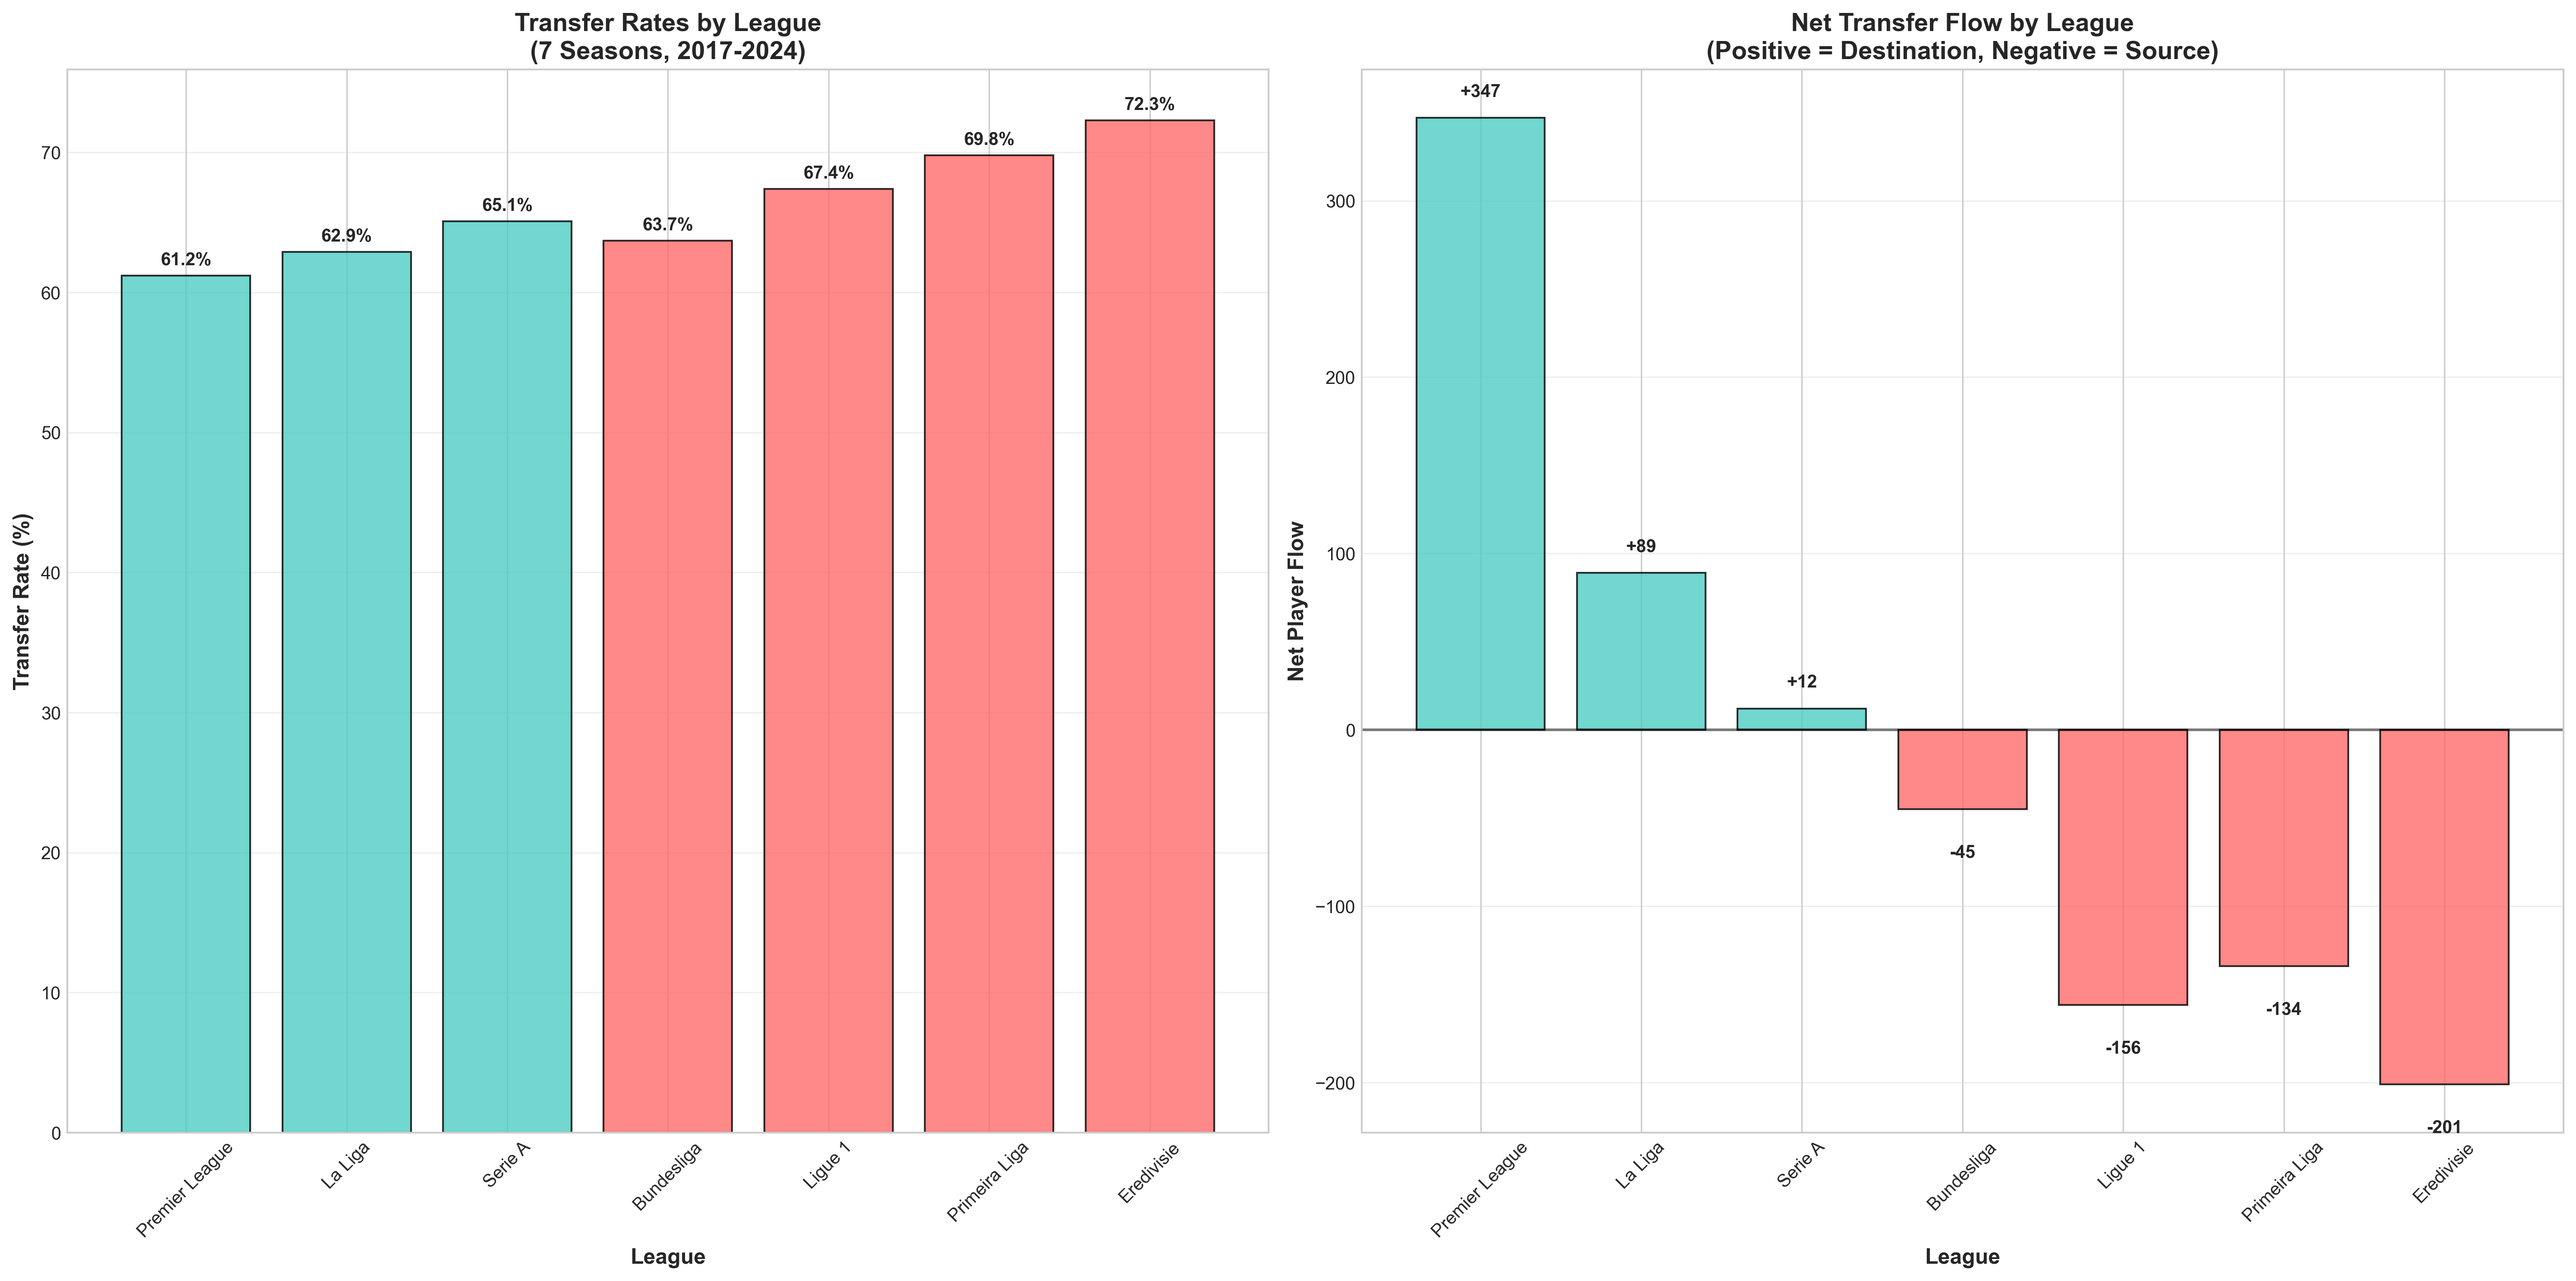 Transfer Rates by League
(7 Seasons, 2017-2024)
Transfer Rate (%)
70
60
50
40
30
20
10
0
61.2%
62.9%
65.1%
63.7%
67.4%
69.8%
72.3%
Premier League
La Liga
Serie A
Bundesliga
Ligue 1
Primeira Liga
Eredivisie
League
Net Transfer Flow by League
(Positive = Destination, Negative = Source)
Net Player Flow
300
200
100
0
−100
−200
+347
+89
+12
-45
-156
-134
-201
Premier League
La Liga
Serie A
Bundesliga
Ligue 1
Primeira Liga
Eredivisie
League